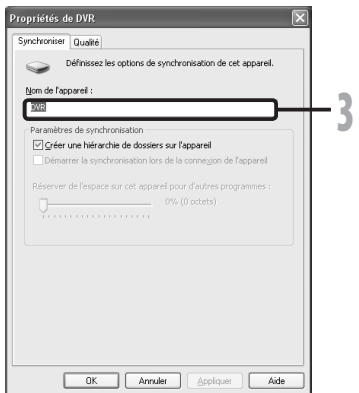 Propriétés de DVR
Synchroniser Qualité
Définissez les options de synchronisation de cet appareil.
Nom de l'appareil :
DVR
3
Paramètres de synchronisation
Créer une hiérarchie de dossiers sur l'appareil
Démarrer la synchronisation lors de la connexion de l'appareil
Réserver de l'espace sur cet appareil pour d'autres programmes :
0% (0 octets)
OK Annuler Appliquer Aide